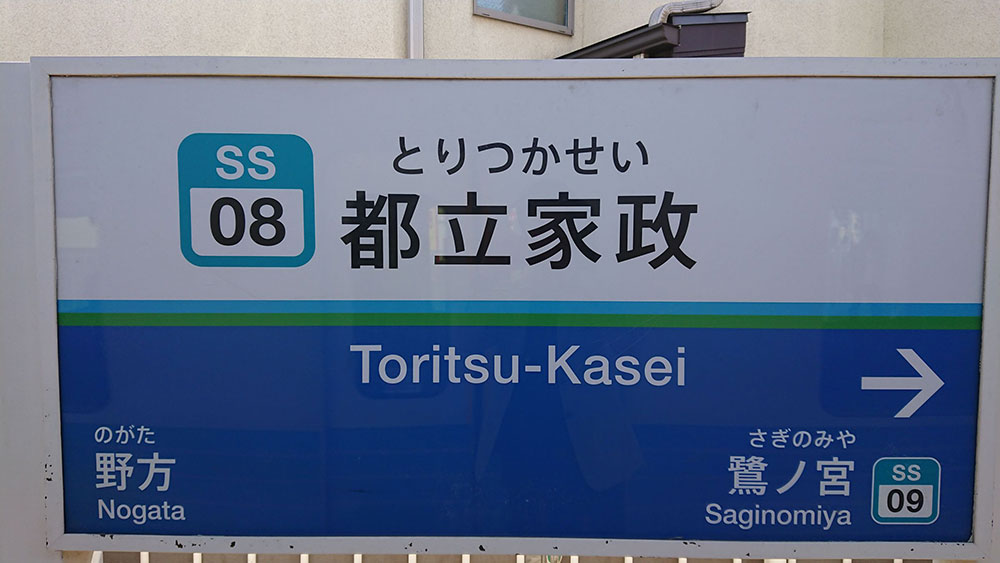 SS
08
とりつかせい
都立家政
Toritsu-Kasei
のがた
野方
Nogata
さぎのみや
鷺ノ宮
Saginomiya
SS
09